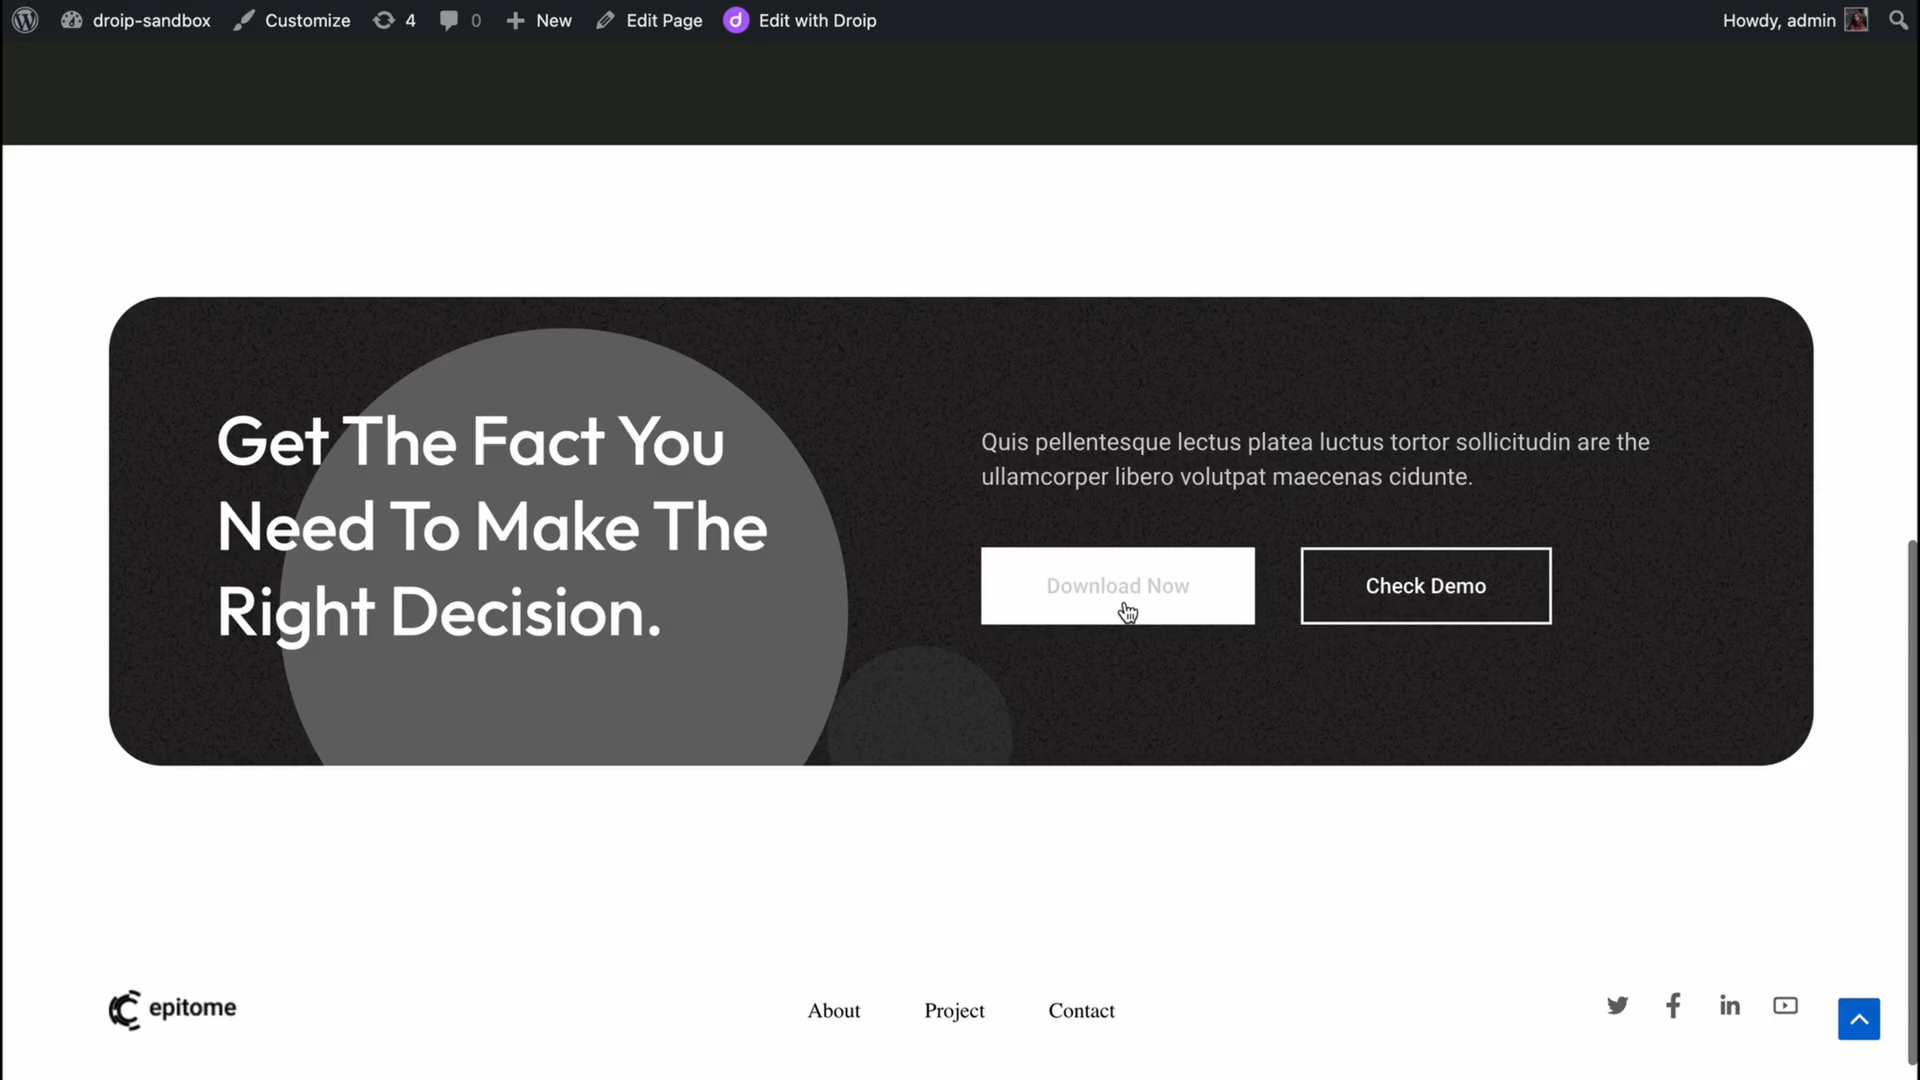 droip-sandbox Customize 4 0 New Edit Page Edit with Droip Howdy, admin
Get The Fact You
Need To Make The
Right Decision.
Quis pellentesque lectus platea luctus tortor sollicitudin are the
ullamcorper libero volutpat maecenas cidunte.
Download Now Check Demo
epitome About Project Contact